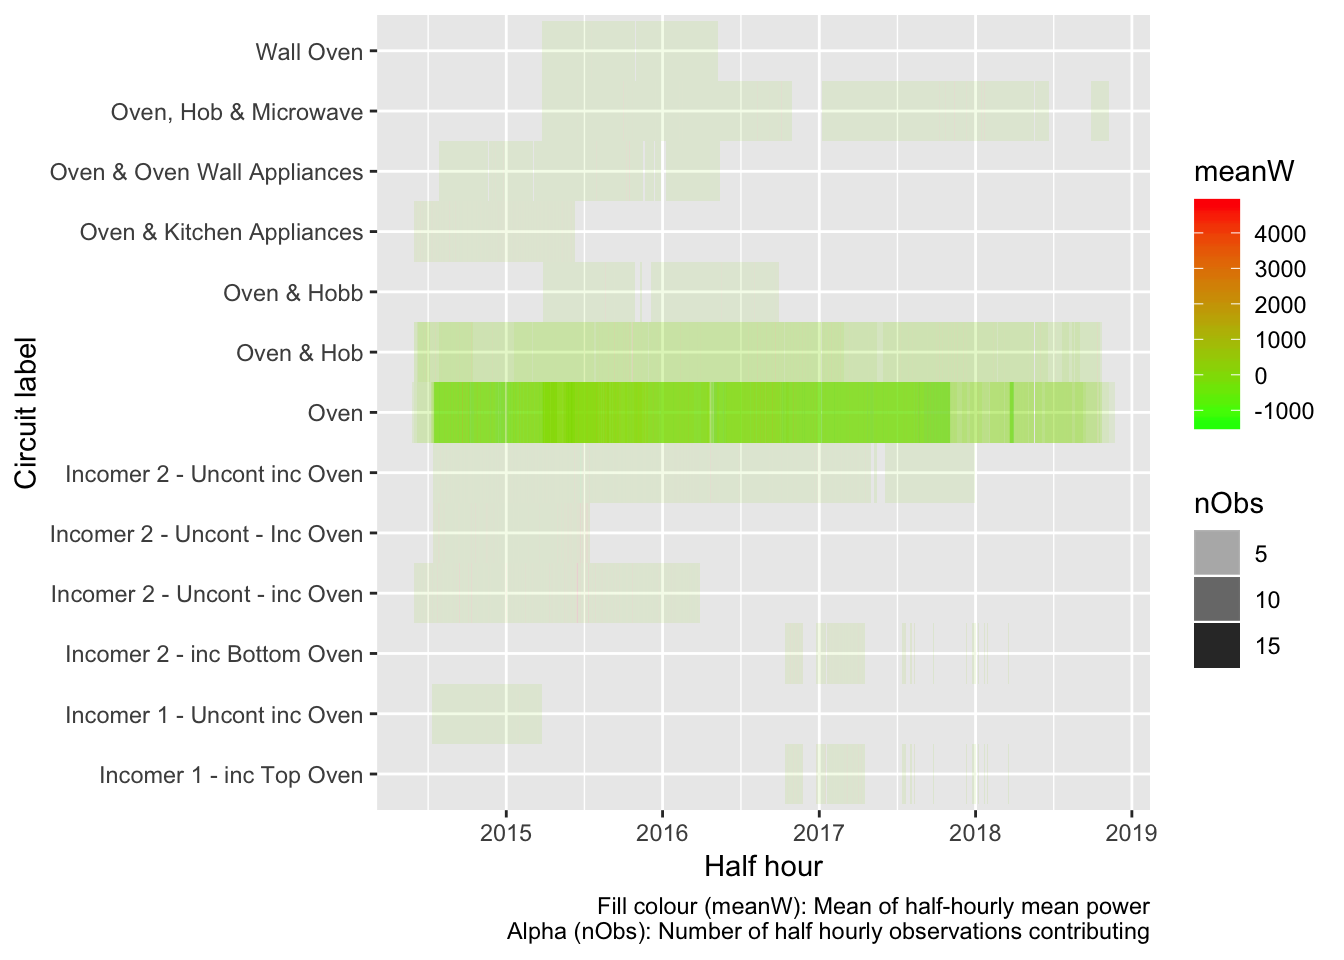 Circuit label
Wall Oven
Oven, Hob & Microwave
Oven & Oven Wall Appliances
Oven & Kitchen Appliances
Oven & Hobb
Oven & Hob
Oven
Incomer 2 - Uncont inc Oven
Incomer 2 - Uncont - Inc Oven
Incomer 2 - Uncont - inc Oven
Incomer 2 - inc Bottom Oven
Incomer 1 - Uncont inc Oven
Incomer 1 - inc Top Oven
2015 2016 2017 2018 2019
Half hour
meanW
4000
3000
2000
1000
0
-1000
nObs
5
10
15
Fill colour (meanW): Mean of half-hourly mean power
Alpha (nObs): Number of half hourly observations contributing